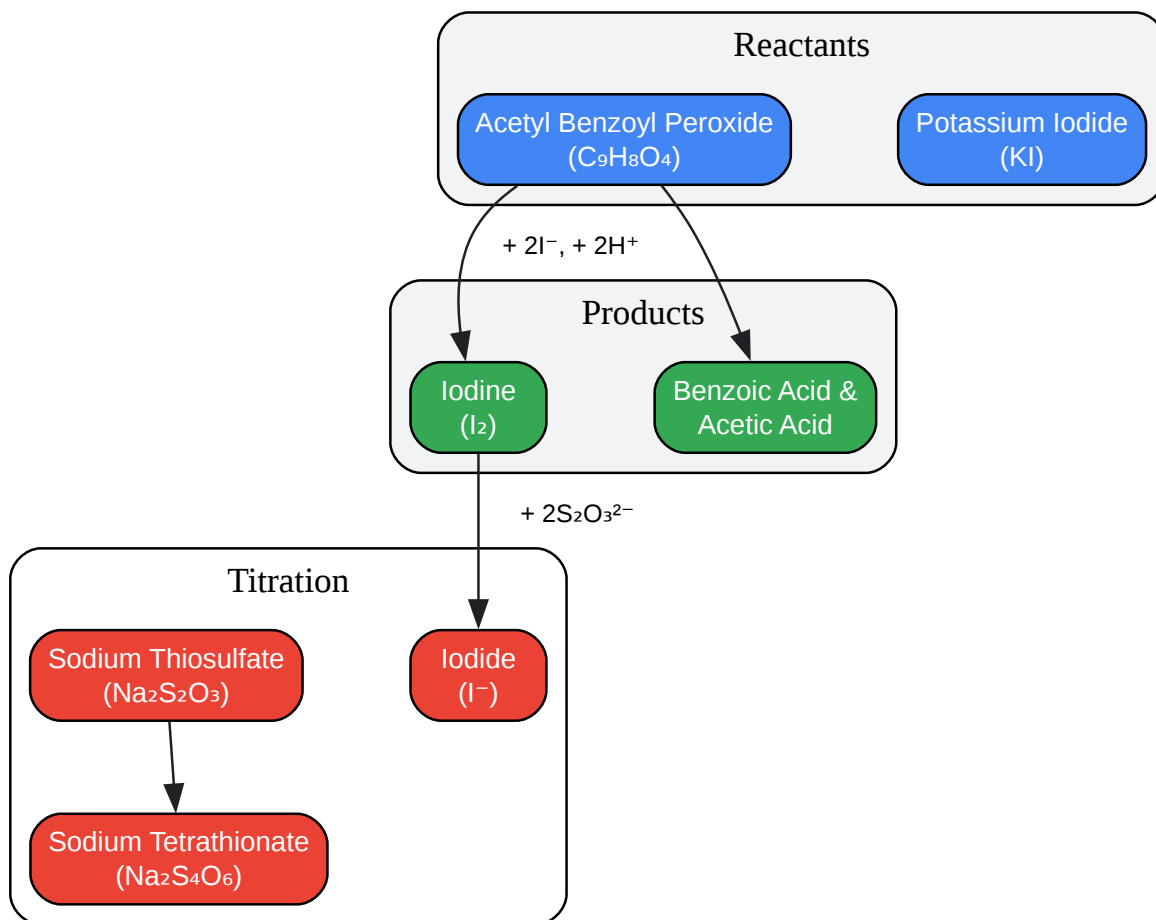 Reactants
Acetyl Benzoyl Peroxide
(C₉H₈O₄)
Potassium Iodide
(KI)
+ 2I⁻, + 2H⁺
Products
Iodine
(I₂)
Benzoic Acid &
Acetic Acid
+ 2S₂O₃²⁻
Titration
Sodium Thiosulfate
(Na₂S₂O₃)
Iodide
(I⁻)
Sodium Tetrathionate
(Na₂S₄O₆)